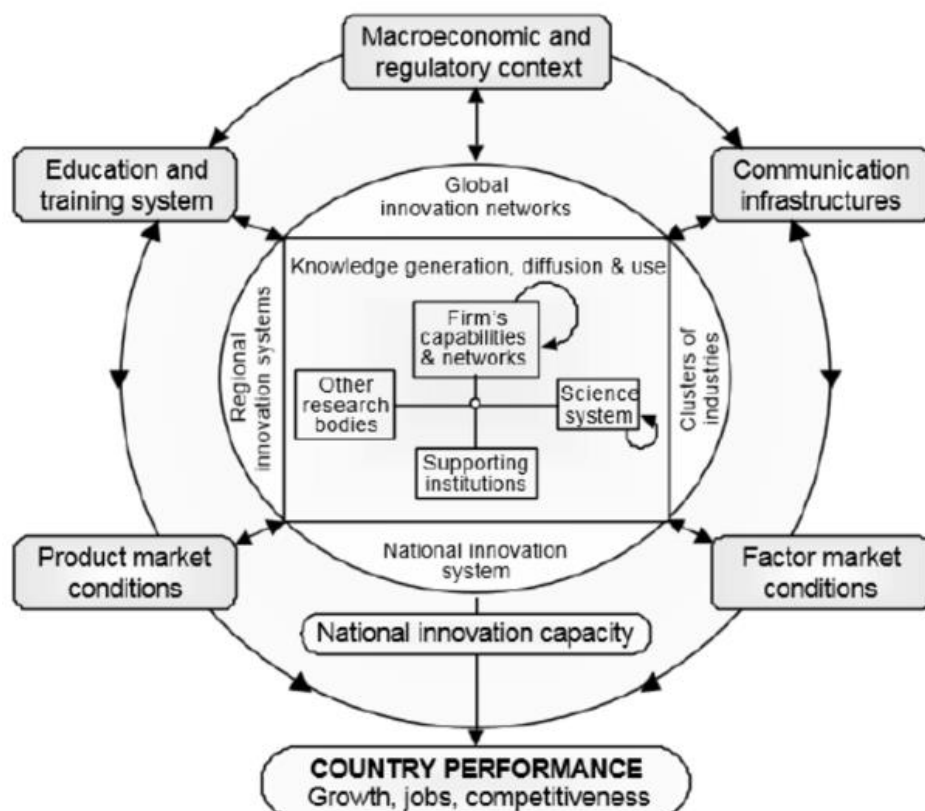 Macroeconomic and
regulatory context
Education and
training system
Communication
infrastructures
Global
innovation networks
Knowledge generation, diffusion & use
Regional
innovation systems
Firm's
capabilities
& networks
Clusters of
industries
Other
research
bodies
Science
system
Supporting
institutions
National innovation
system
Product market
conditions
Factor market
conditions
National innovation capacity
COUNTRY PERFORMANCE
Growth, jobs, competitiveness